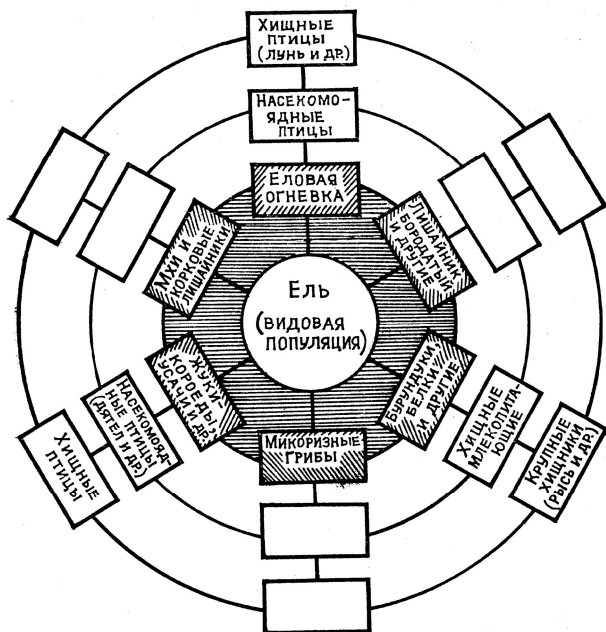 Хищные
птицы
(лунь и др.)
Насекомо-
ядные
птицы
Еловая
огневка
Мхи и
корковые
лишайники
Лишайник
бородатый
и другие
Ель
(видовая
популяция)
Жуки-
короеды,
усачи и др.
Бурундуки,
белки
и другие
Насекомояд-
ные птицы
(дятел и др.)
Хищные
млекопита-
ющие
Хищные
птицы
Крупные
хищники
(рысь и др.)
Микоризные
грибы